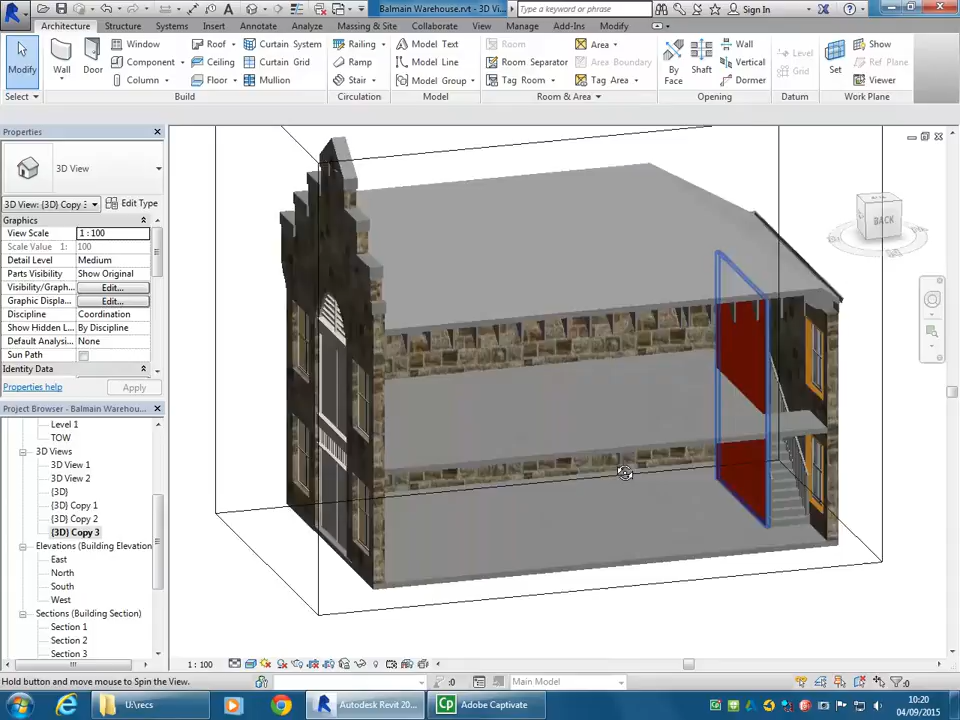 Balmain Warehouse.rvt - 3D Vi...
Type a keyword or phrase
Sign In
Architecture Structure Systems Insert Annotate Analyze Massing & Site Collaborate View Manage Add-Ins Modify
Modify
Wall
Door
Window
Component
Column
Roof
Ceiling
Floor
Curtain System
Curtain Grid
Mullion
Railing
Ramp
Stair
Model Text
Model Line
Model Group
Room
Room Separator
Tag Room
Area
Area Boundary
Tag Area
By Face
Shaft
Wall
Vertical
Dormer
Level
Grid
Set
Show
Ref Plane
Viewer
Select Build Circulation Model Room & Area Opening Datum Work Plane
Properties
3D View
3D View: {3D} Copy 3
Edit Type
Graphics
View Scale 1 : 100
Scale Value 1: 100
Detail Level Medium
Parts Visibility Show Original
Visibility/Graph... Edit...
Graphic Displa... Edit...
Discipline Coordination
Show Hidden L... By Discipline
Default Analysi... None
Sun Path
Identity Data
Properties help
Apply
Project Browser - Balmain Warehou...
Level 1
TOW
3D Views
3D View 1
3D View 2
{3D}
{3D} Copy 1
{3D} Copy 2
{3D} Copy 3
Elevations (Building Elevation
East
North
South
West
Sections (Building Section)
Section 1
Section 2
Section 3
BACK
1 : 100
Hold button and move mouse to Spin the View.
:0
Main Model
:0
U:\recs
Autodesk Revit 20...
Adobe Captivate
10:20
04/09/2015